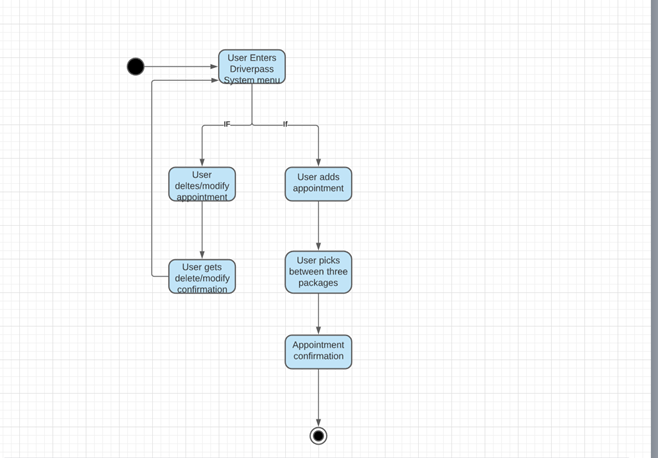 User Enters
Driverpass
System menu
IF
If
User
deltes/modify
appointment
User adds
appointment
User gets
delete/modify
confirmation
User picks
between three
packages
Appointment
confirmation